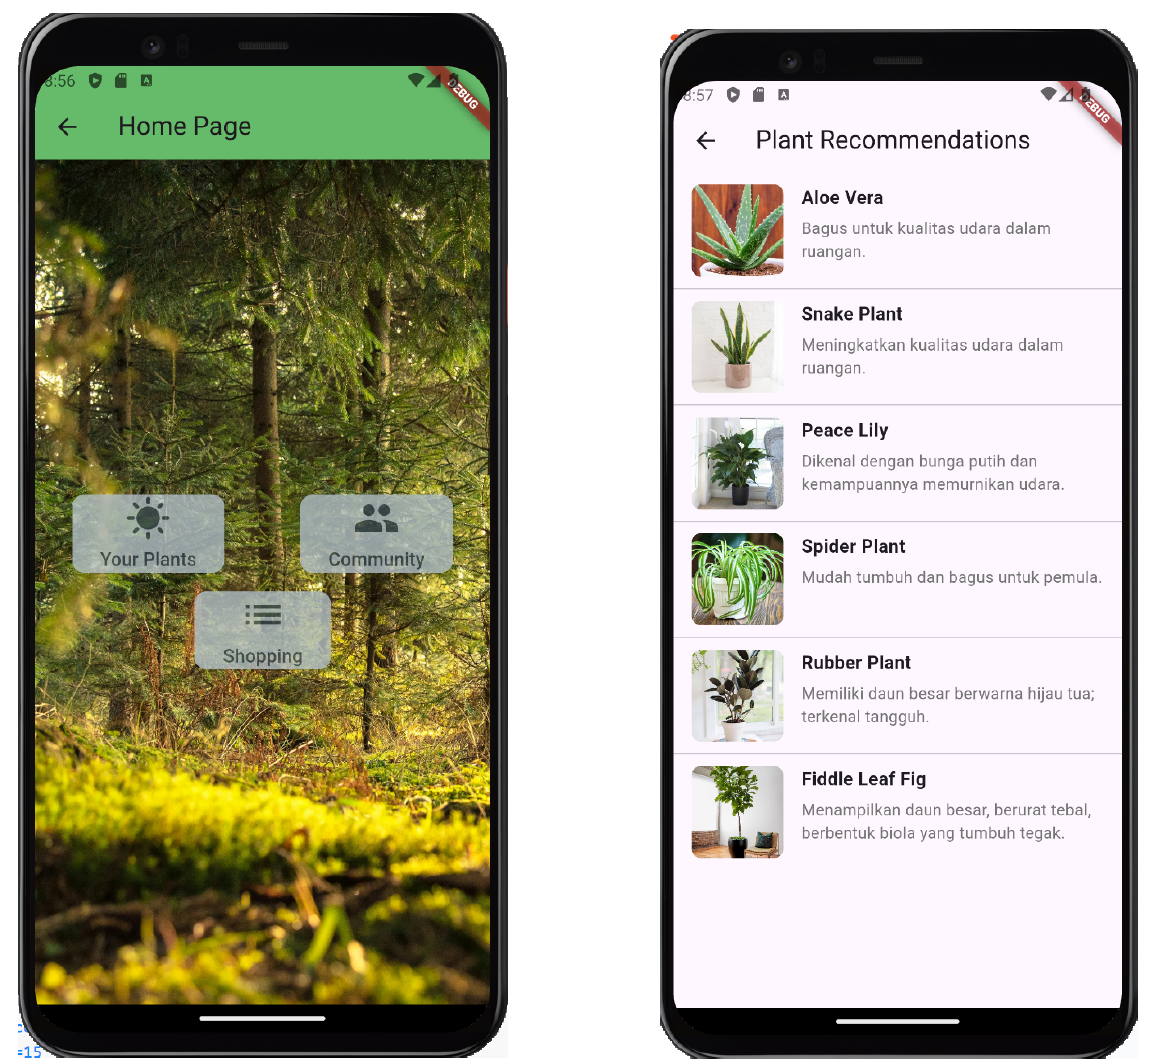 8:56
DEBUG
Home Page
Your Plants
Community
Shopping
=15
8:57
DEBUG
Plant Recommendations
Aloe Vera
Bagus untuk kualitas udara dalam
ruangan.
Snake Plant
Meningkatkan kualitas udara dalam
ruangan.
Peace Lily
Dikenal dengan bunga putih dan
kemampuannya memurnikan udara.
Spider Plant
Mudah tumbuh dan bagus untuk pemula.
Rubber Plant
Memiliki daun besar berwarna hijau tua;
terkenal tangguh.
Fiddle Leaf Fig
Menampilkan daun besar, berurat tebal,
berbentuk biola yang tumbuh tegak.